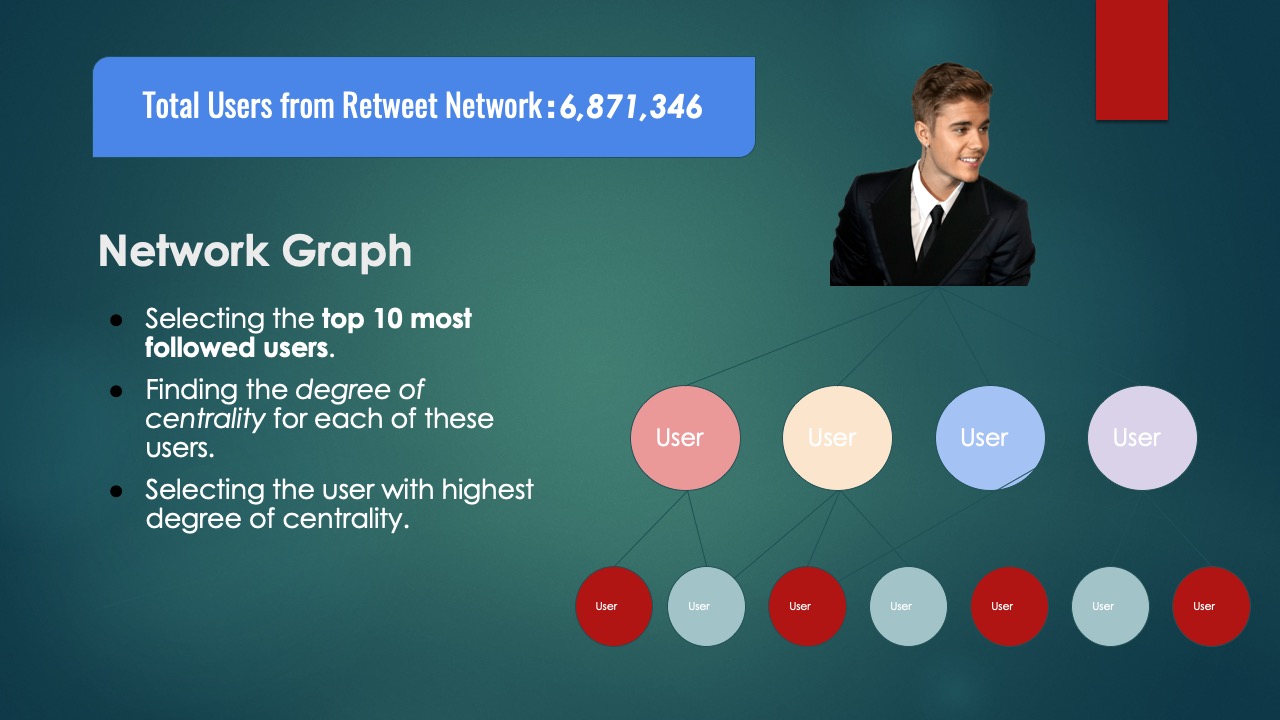 Total Users from Retweet Network : 6,871,346
Network Graph
● Selecting the top 10 most
followed users.
● Finding the degree of
centrality for each of these
users.
● Selecting the user with highest
degree of centrality.
User User User User
User User User User User User User